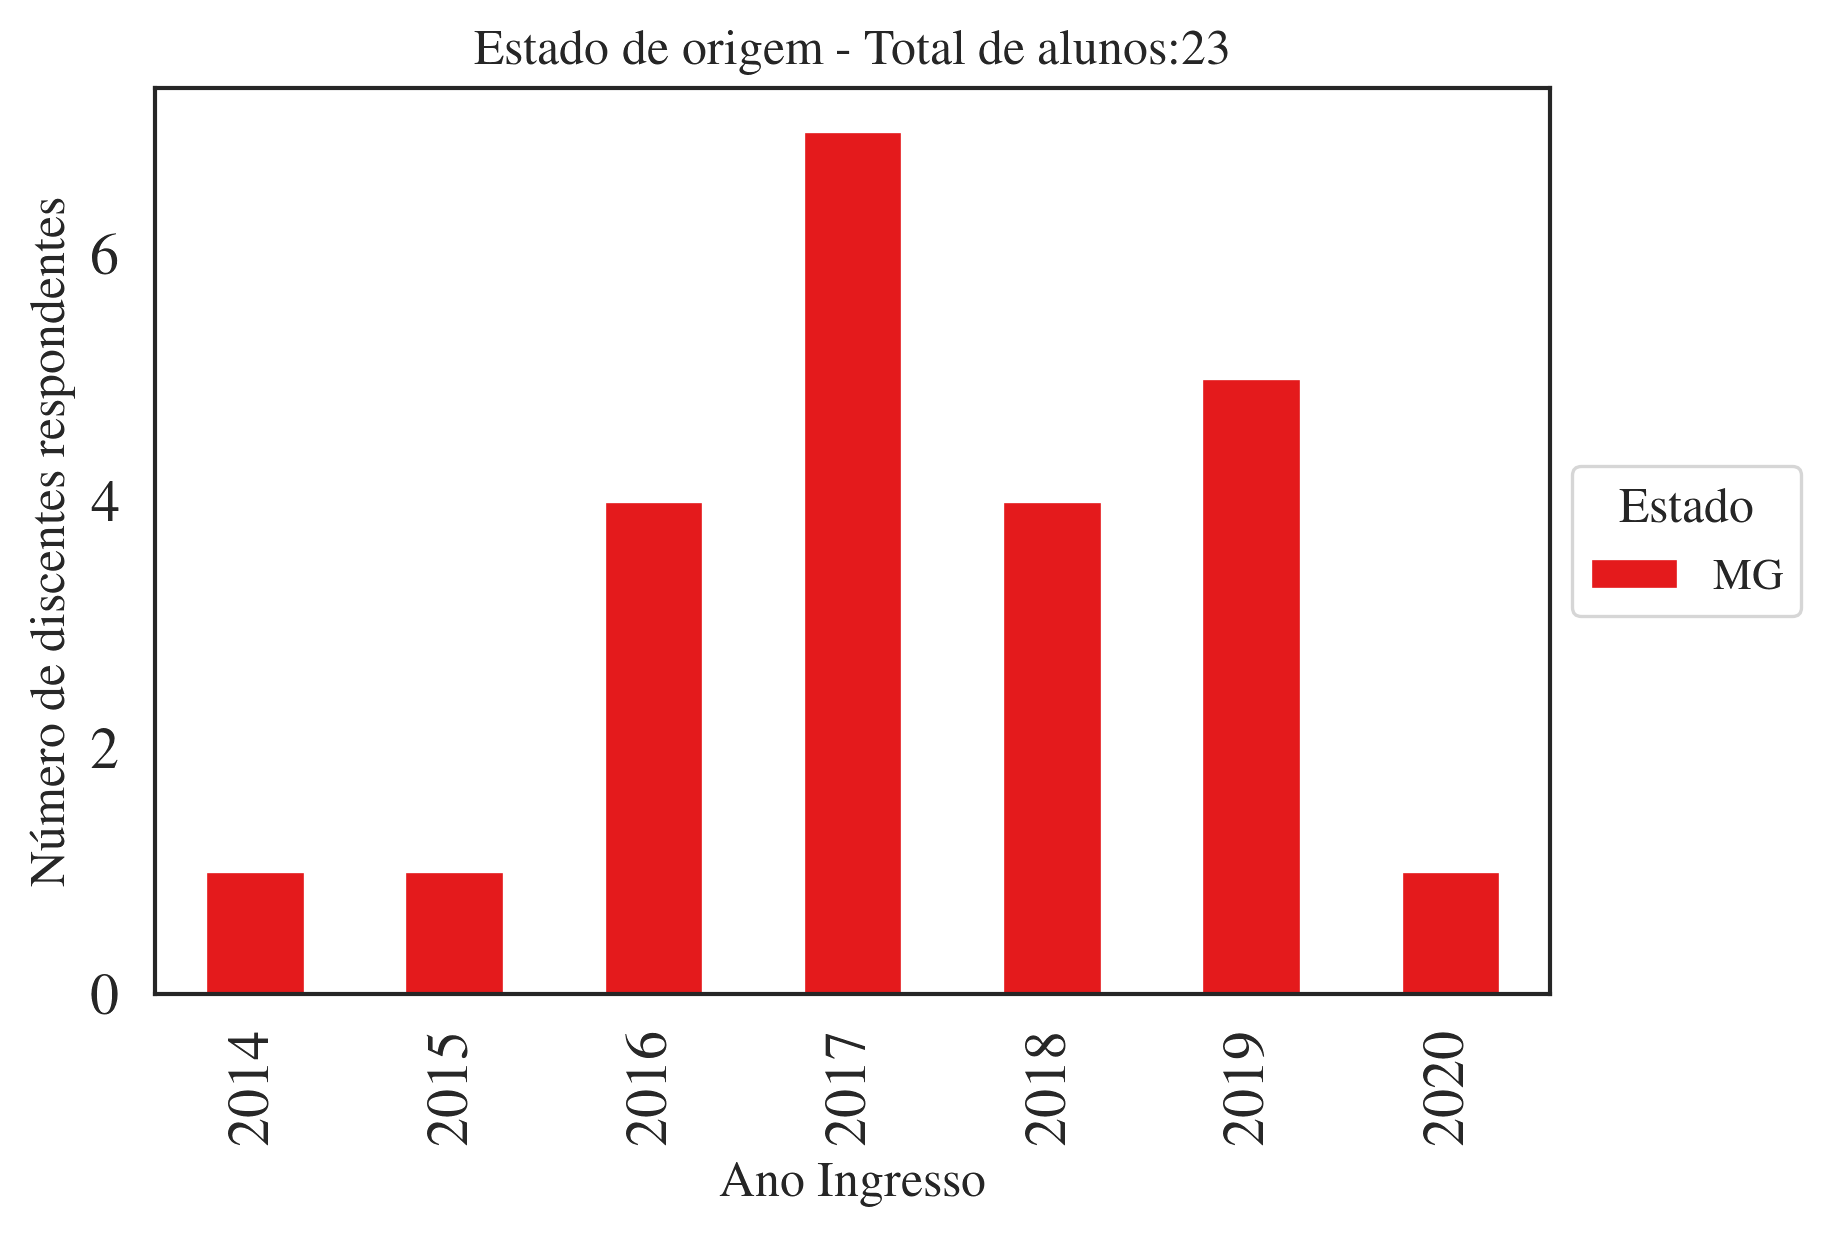 Estado de origem - Total de alunos:23
Número de discentes respondentes
6
4
2
0
2014
2015
2016
2017
2018
2019
2020
Ano Ingresso
Estado
MG